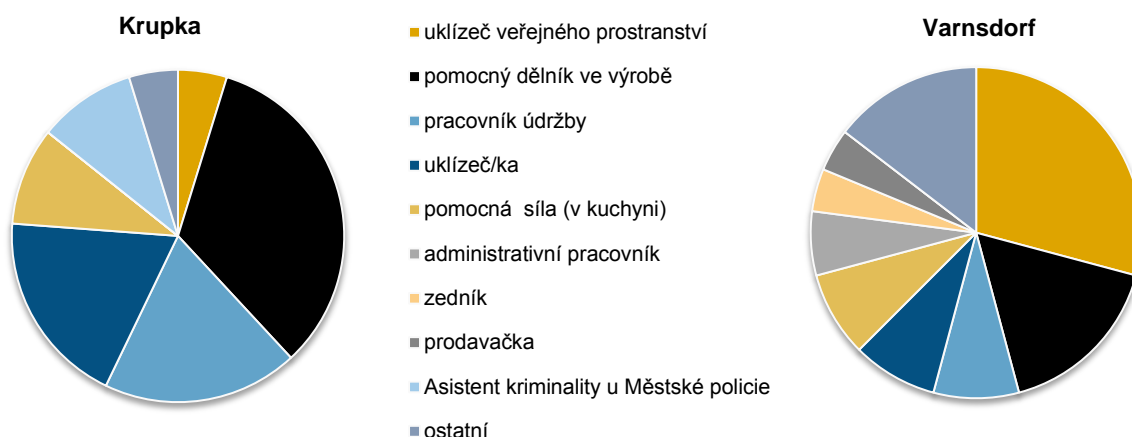 Krupka
uklízeč veřejného prostranství
pomocný dělník ve výrobě
pracovník údržby
uklízeč/ka
pomocná síla (v kuchyni)
administrativní pracovník
zedník
prodavačka
Asistent kriminality u Městské policie
ostatní
Varnsdorf